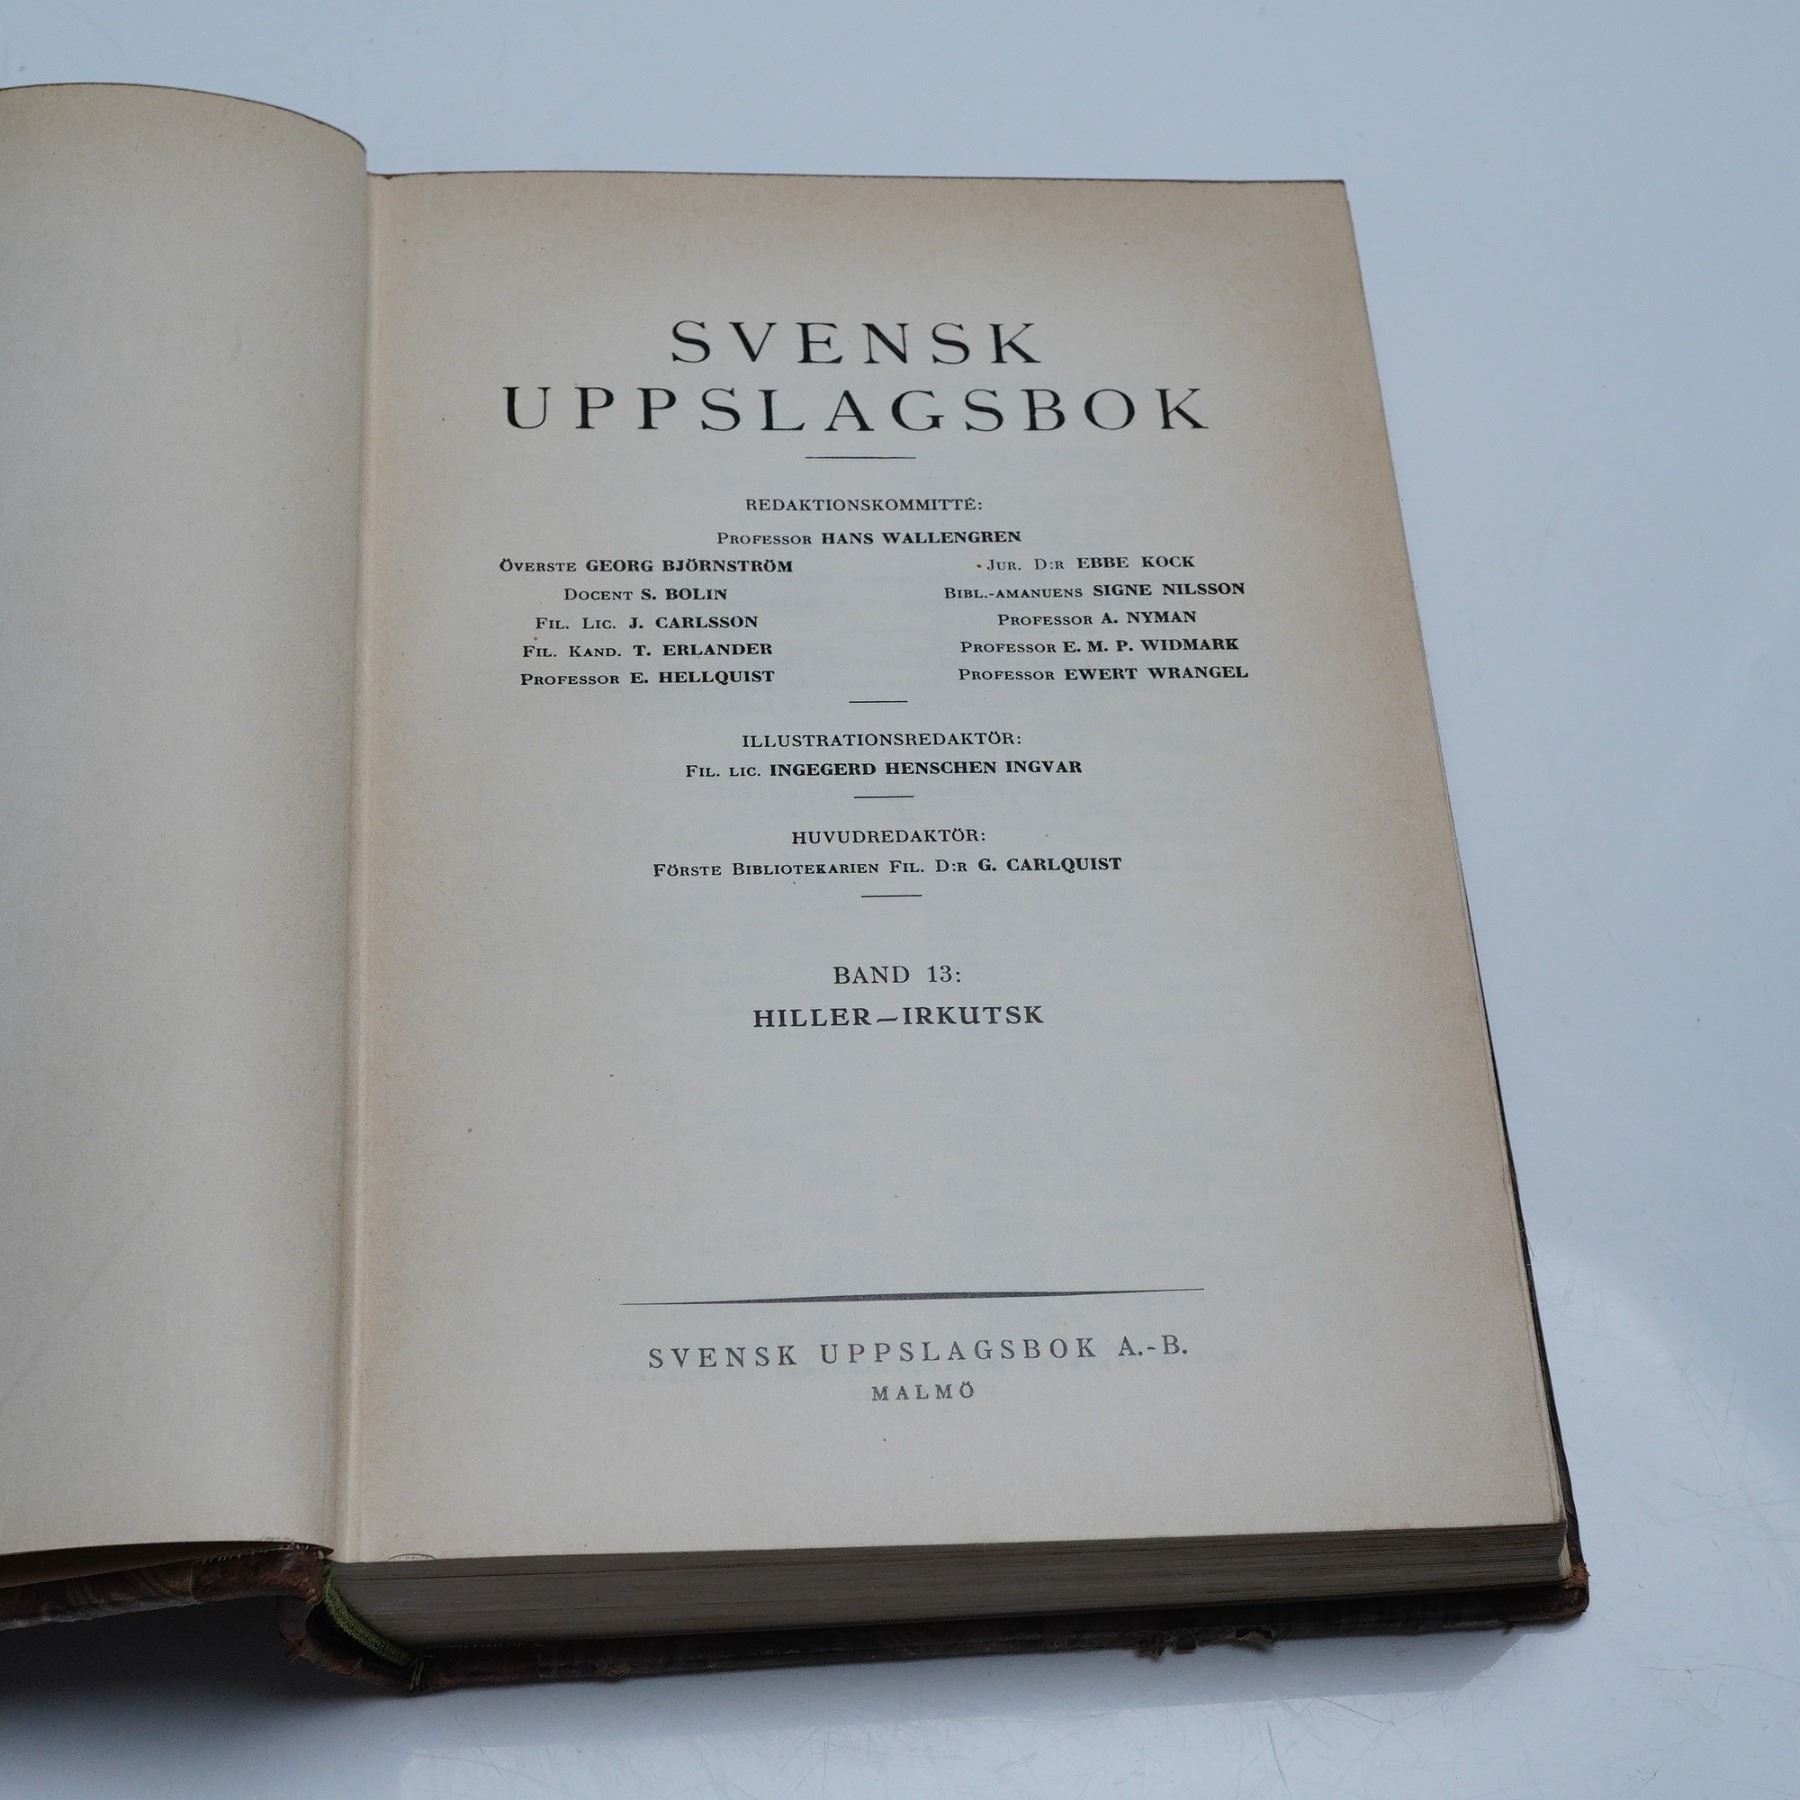 SVENSK
UPPSLAGSBOK
REDAKTIONSKOMMITTÉ:
PROFESSOR HANS WALLENGREN
ÖVERSTE GEORG BJÖRNSTRÖM
DOCENT S. BOLIN
FIL. LIC. J. CARLSSON
FIL. KAND. T. ERLANDER
PROFESSOR E. HELLQUIST
JUR. D:R EBBE KOCK
BIBL.-AMANUENS SIGNE NILSSON
PROFESSOR A. NYMAN
PROFESSOR E. M. P. WIDMARK
PROFESSOR EWERT WRANGEL
ILLUSTRATIONSREDAKTÖR:
FIL. LIC. INGEGERD HENSCHEN INGVAR
HUVUDREDAKTÖR:
FÖRSTE BIBLIOTEKARIEN FIL. D:R G. CARLQUIST
BAND 13:
HILLER—IRKUTSK
SVENSK UPPSLAGSBOK A.-B.
MALMÖ